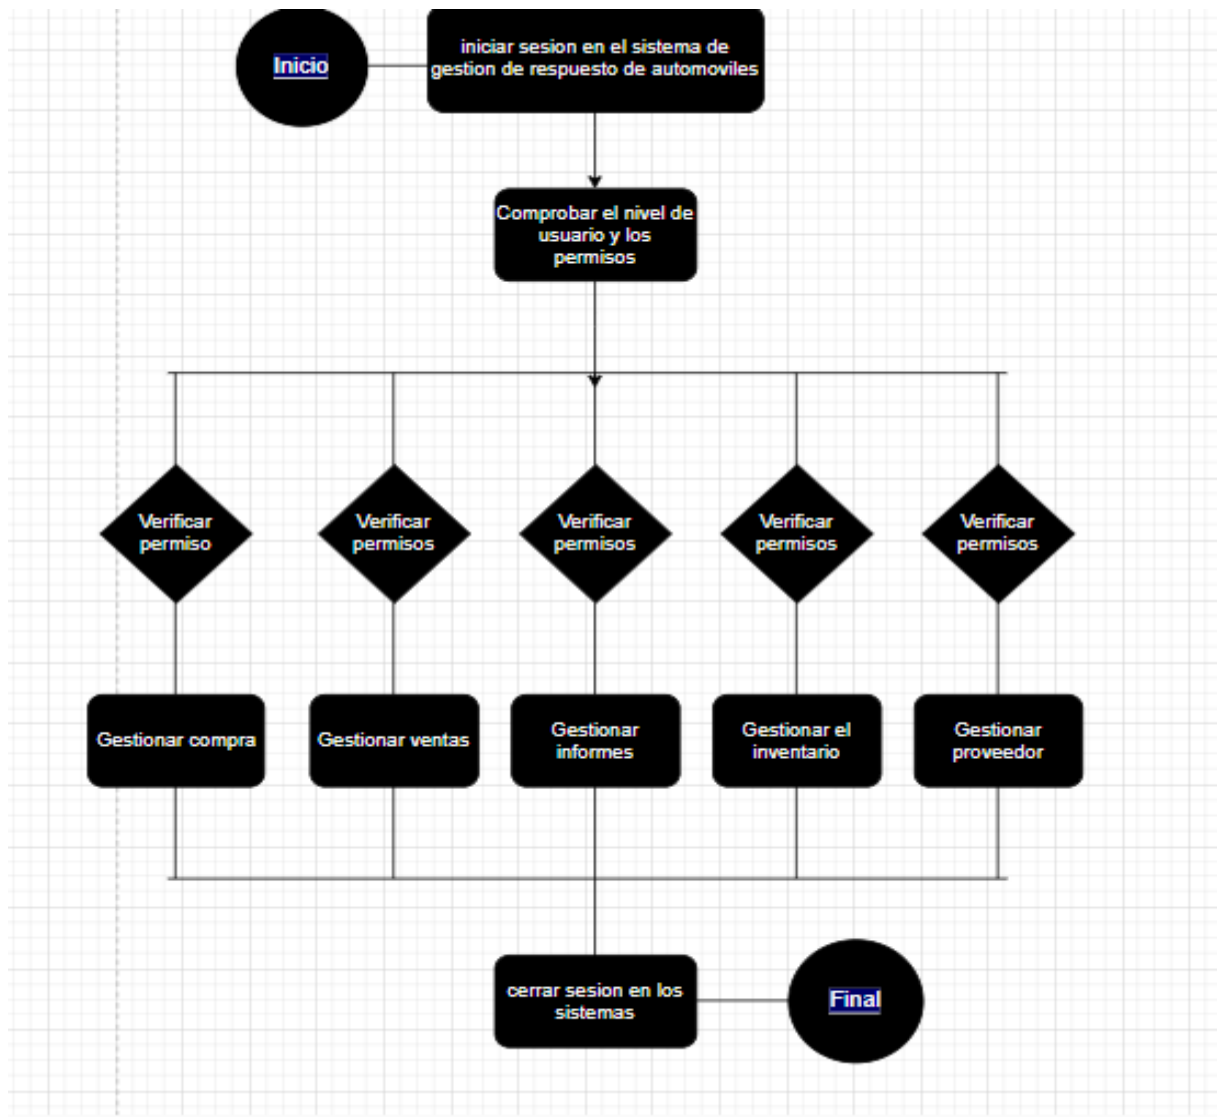 Inicio
iniciar sesion en el sistema de
gestion de respuesto de automoviles
Comprobar el nivel de
usuario y los
permisos
Verificar
permiso
Verificar
permisos
Verificar
permisos
Verificar
permisos
Verificar
permisos
Gestionar compra
Gestionar ventas
Gestionar
informes
Gestionar el
inventario
Gestionar
proveedor
cerrar sesion en los
sistemas
Final